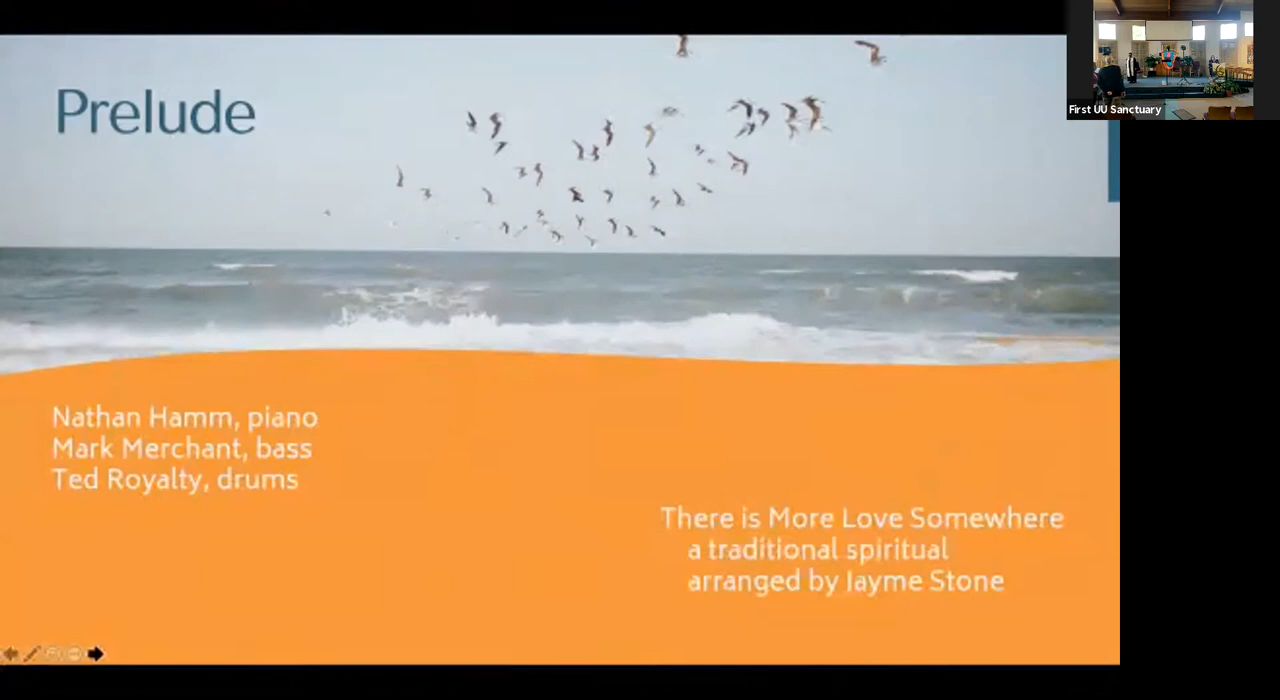 Prelude
First UU Sanctuary
Nathan Hamm, piano
Mark Merchant, bass
Ted Royalty, drums
There is More Love Somewhere
a traditional spiritual
arranged by Jayme Stone